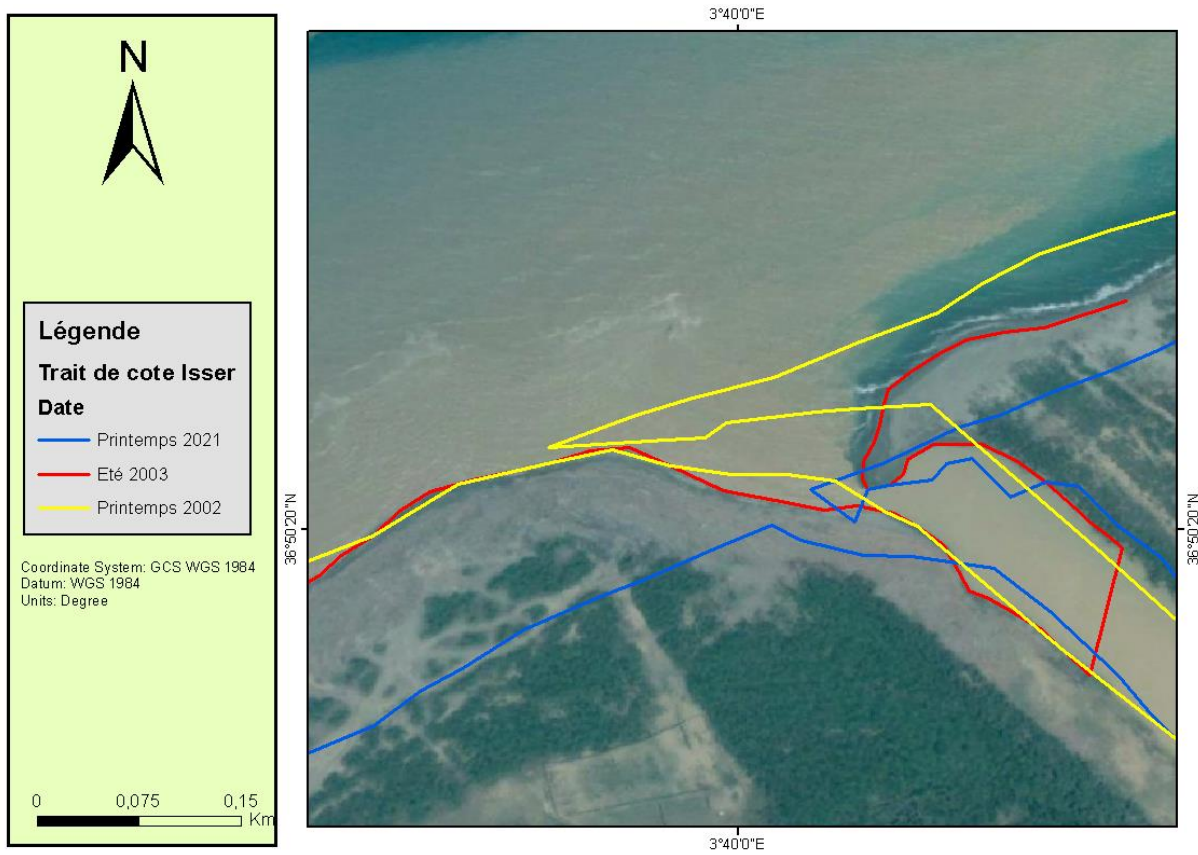 N
Légende
Trait de cote Isser
Date
Printemps 2021
Eté 2003
Printemps 2002
Coordinate System: GCS WGS 1984
Datum: WGS 1984
Units: Degree
0 0,075 0,15
Km
3°40'0"E
36°50'20"N
36°50'20"N
3°40'0"E